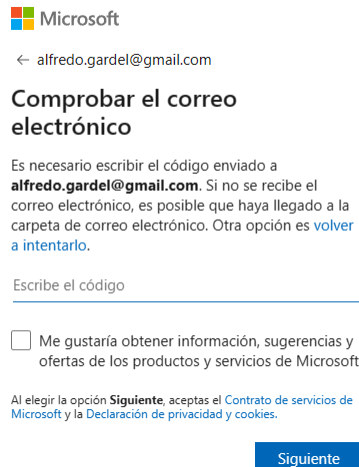 Microsoft
← alfredo.gardel@gmail.com
Comprobar el correo
electrónico
Es necesario escribir el código enviado a
alfredo.gardel@gmail.com. Si no se recibe el
correo electrónico, es posible que haya llegado a la
carpeta de correo electrónico. Otra opción es volver
a intentarlo.
Escribe el código
Me gustaría obtener información, sugerencias y
ofertas de los productos y servicios de Microsoft
Al elegir la opción Siguiente, aceptas el Contrato de servicios de
Microsoft y la Declaración de privacidad y cookies.
Siguiente